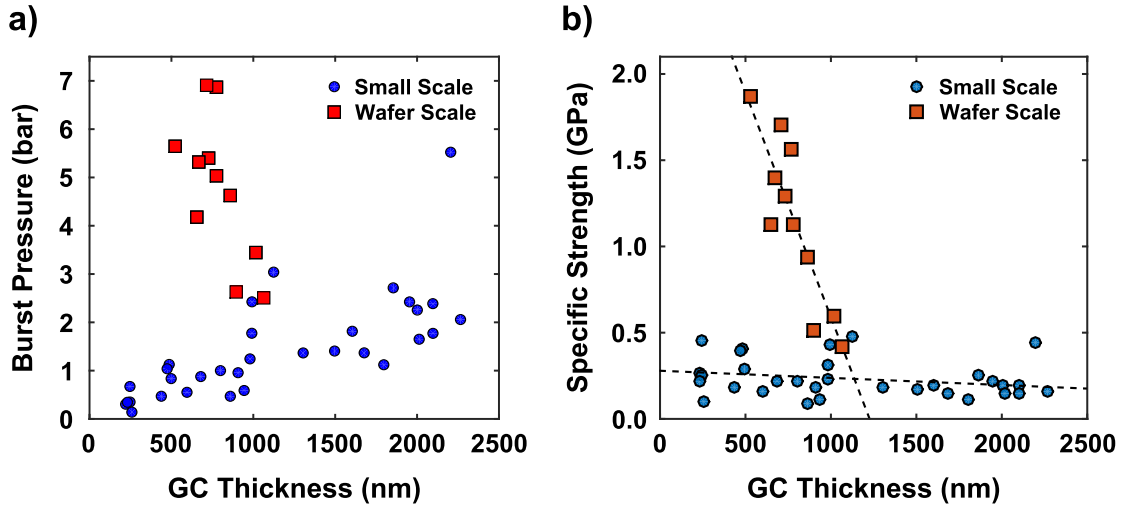 a)
7
6
5
4
3
2
1
0
0
500
1000
1500
2000
2500
Burst Pressure (bar)
GC Thickness (nm)
Small Scale
Wafer Scale
b)
2.0
1.5
1.0
0.5
0.0
0
500
1000
1500
2000
2500
Specific Strength (GPa)
GC Thickness (nm)
Small Scale
Wafer Scale